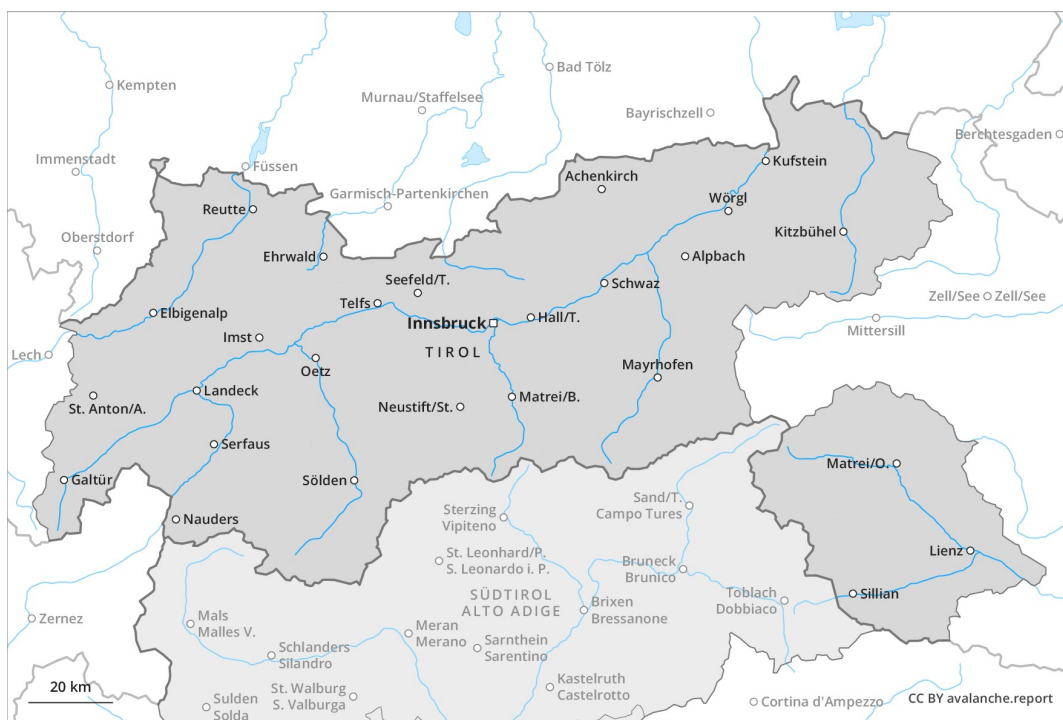 Kempten
Bad Tölz
Murnau/Staffelsee
Bayrischzell
Berchtesgaden
Immenstadt
Füssen
Kufstein
Achenkirch
Garmisch-Partenkirchen
Reutte
Wörgl
Oberstdorf
Kitzbühel
Ehrwald
Alpbach
Seefeld/T.
Schwaz
Zell/See
Zell/See
Telfs
Elbigenalp
Hall/T.
Innsbruck
Mittersill
Imst
TIROL
Lech
Oetz
Mayrhofen
Landeck
Matrei/B.
St. Anton/A.
Neustift/St.
Serfaus
Matrei/O.
Galtür
Sölden
Sand/T.
Campo Tures
Sterzing
Vipiteno
Nauders
Lienz
St. Leonhard/P.
S. Leonardo i. P.
Bruneck
Brunico
SÜDTIROL
ALTO ADIGE
Toblach
Dobbiaco
Sillian
Brixen
Bressanone
Zernez
Mals
Malles V.
Meran
Merano
Sarnthein
Sarentino
Schlanders
Silandro
Kastelruth
Castelrotto
St. Walburg
S. Valburga
20 km
Sulden
Solda
Cortina d'Ampezzo
CC BY avalanche.report